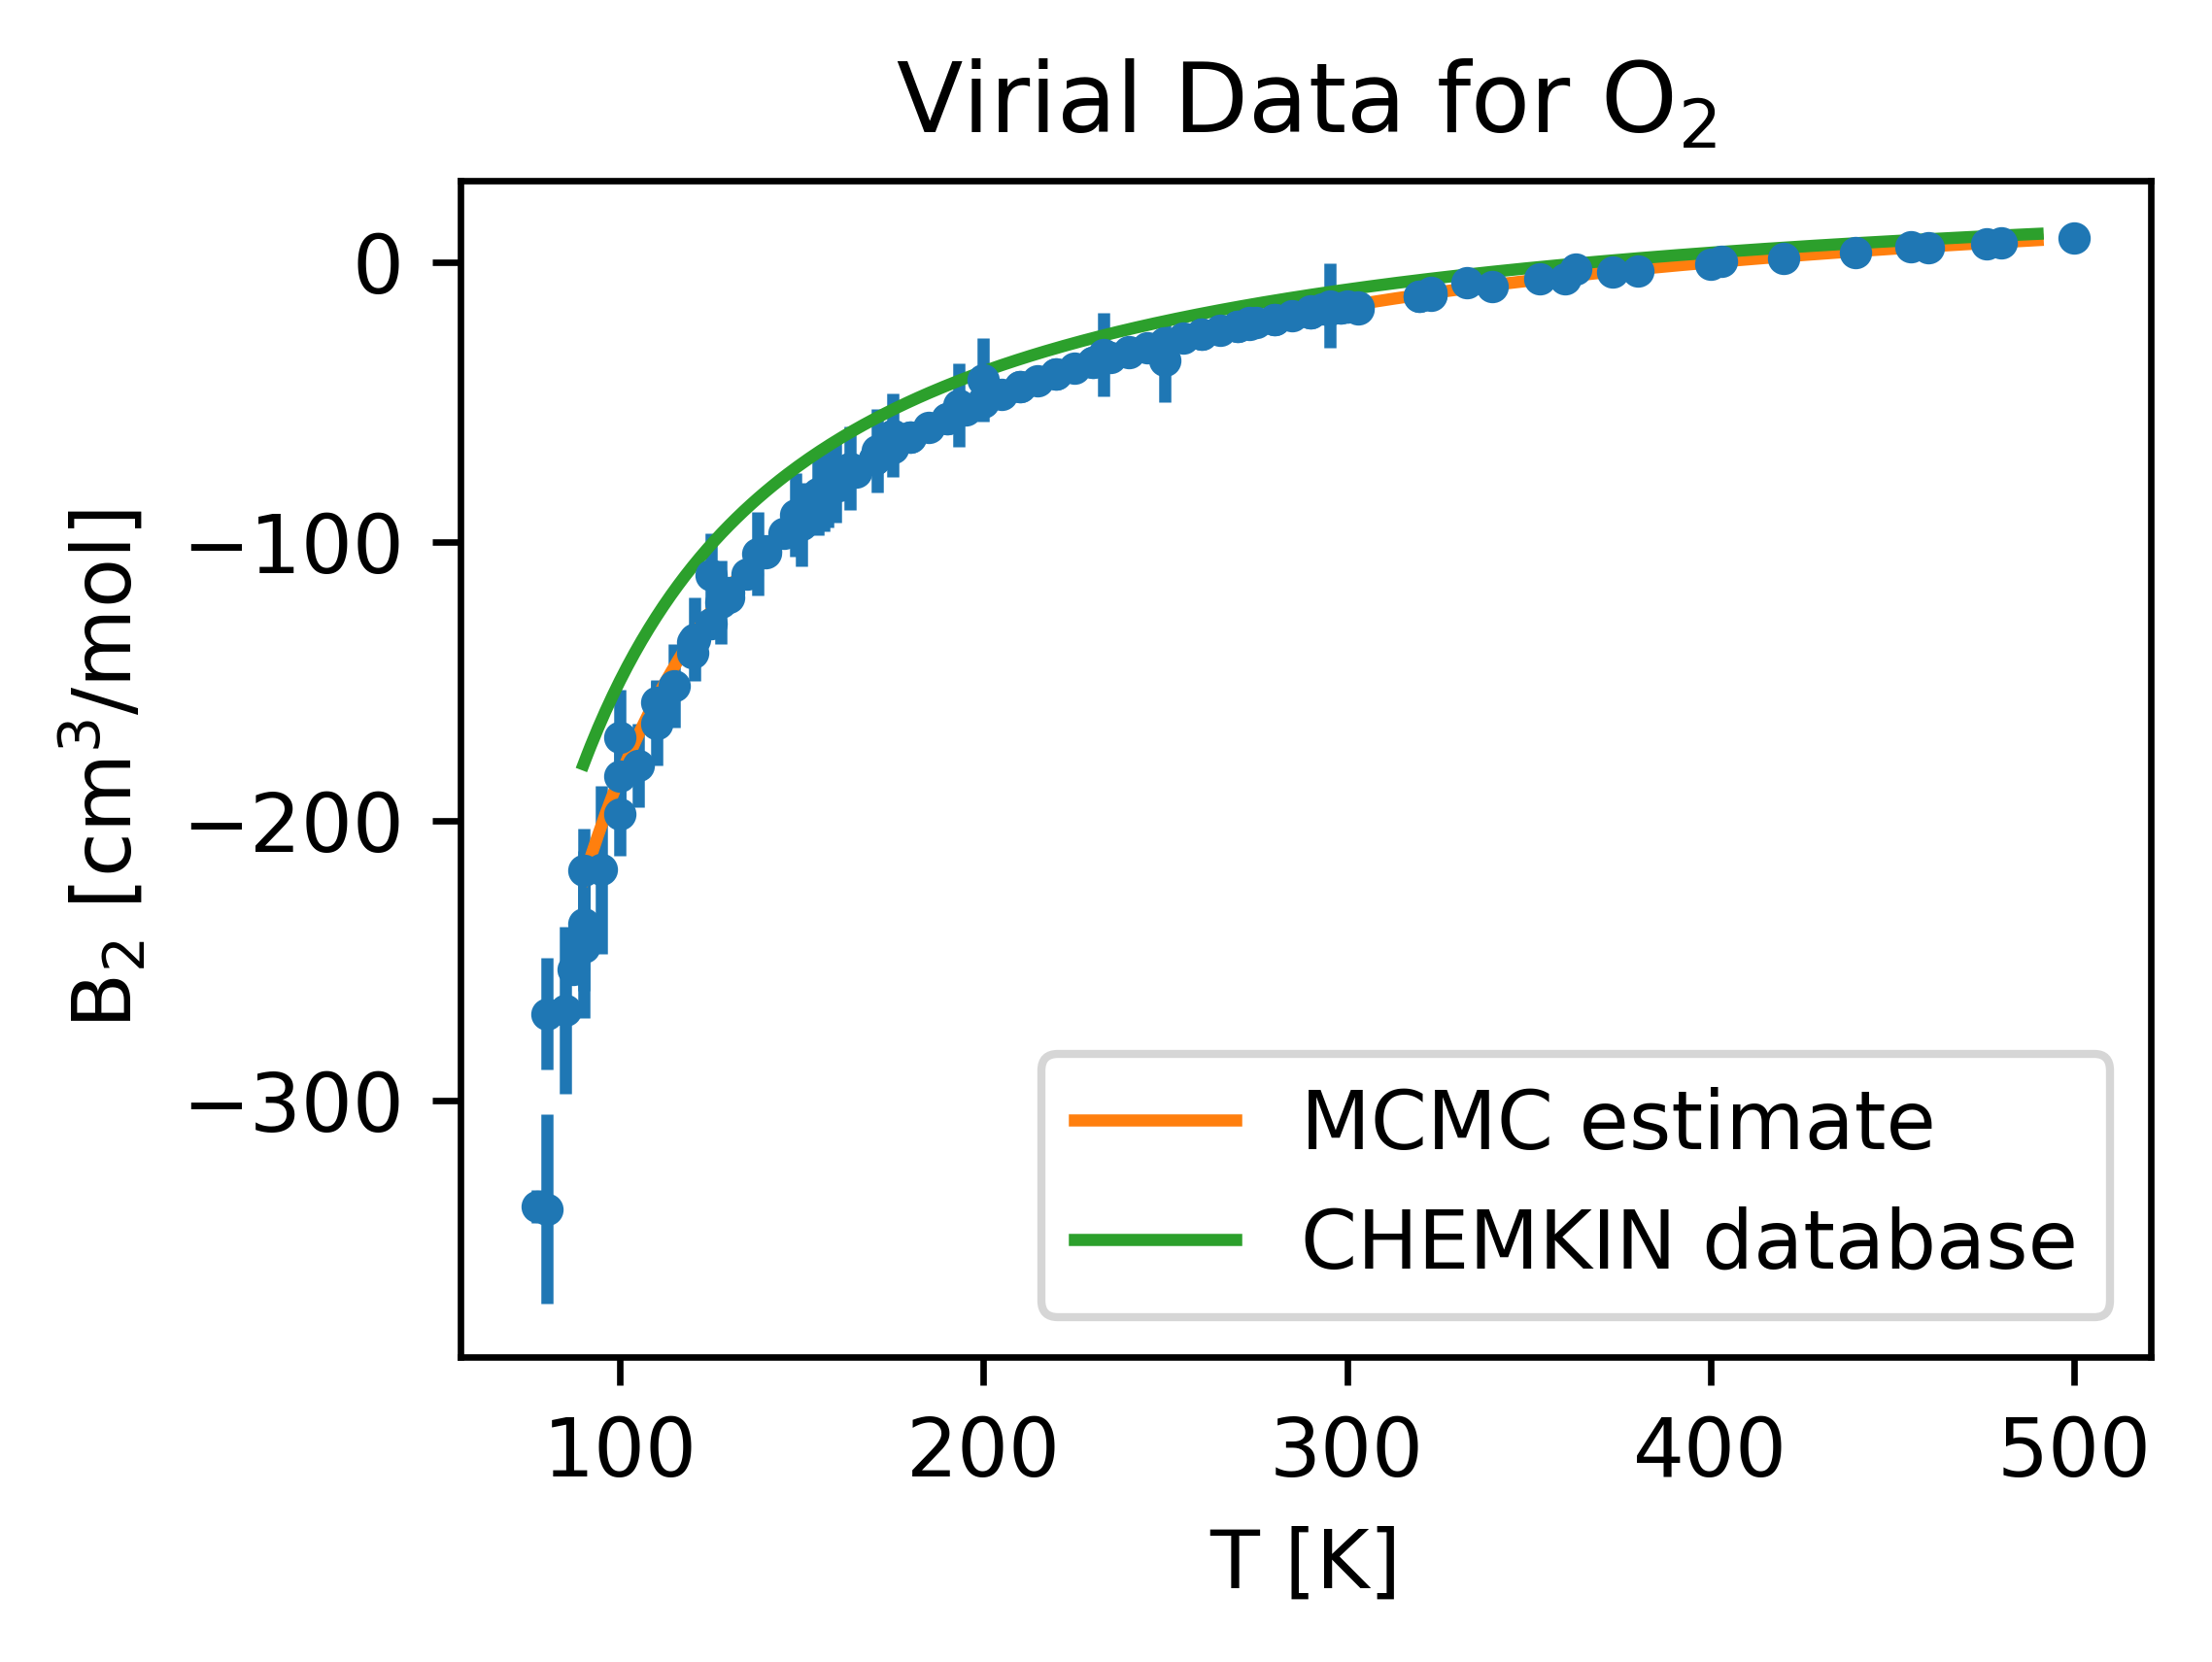 Virial Data for O₂
B₂ [cm³/mol]
0
−100
−200
−300
MCMC estimate
CHEMKIN database
100 200 300 400 500
T [K]